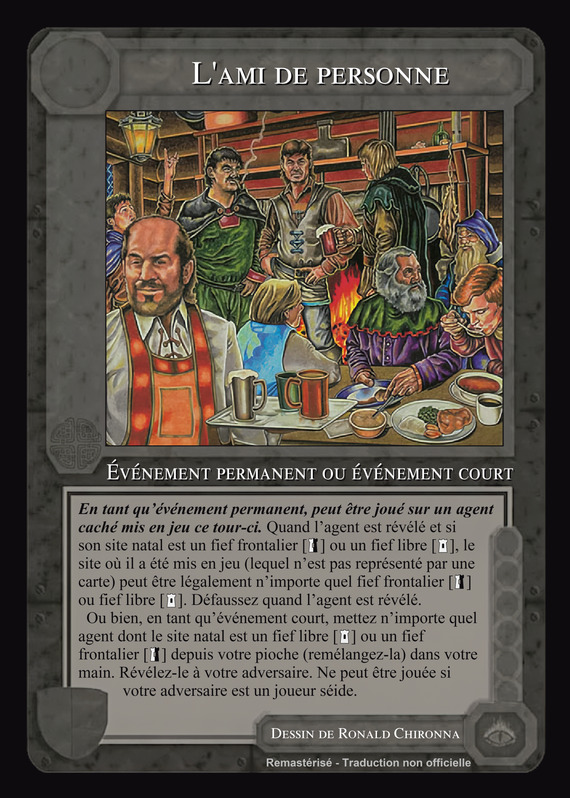 L'ami de personne
Événement permanent ou événement court
En tant qu'événement permanent, peut être joué sur un agent
caché mis en jeu ce tour-ci. Quand l'agent est révélé et si
son site natal est un fief frontalier [ ] ou un fief libre [ ], le
site où il a été mis en jeu (lequel n'est pas représenté par une
carte) peut être légalement n'importe quel fief frontalier [ ]
ou fief libre [ ]. Défaussez quand l'agent est révélé.
Ou bien, en tant qu'événement court, mettez n'importe quel
agent dont le site natal est un fief libre [ ] ou un fief
frontalier [ ] depuis votre pioche (remélangez-la) dans votre
main. Révélez-le à votre adversaire. Ne peut être jouée si
votre adversaire est un joueur séide.
Dessin de Ronald Chironna
Remastérisé - Traduction non officielle